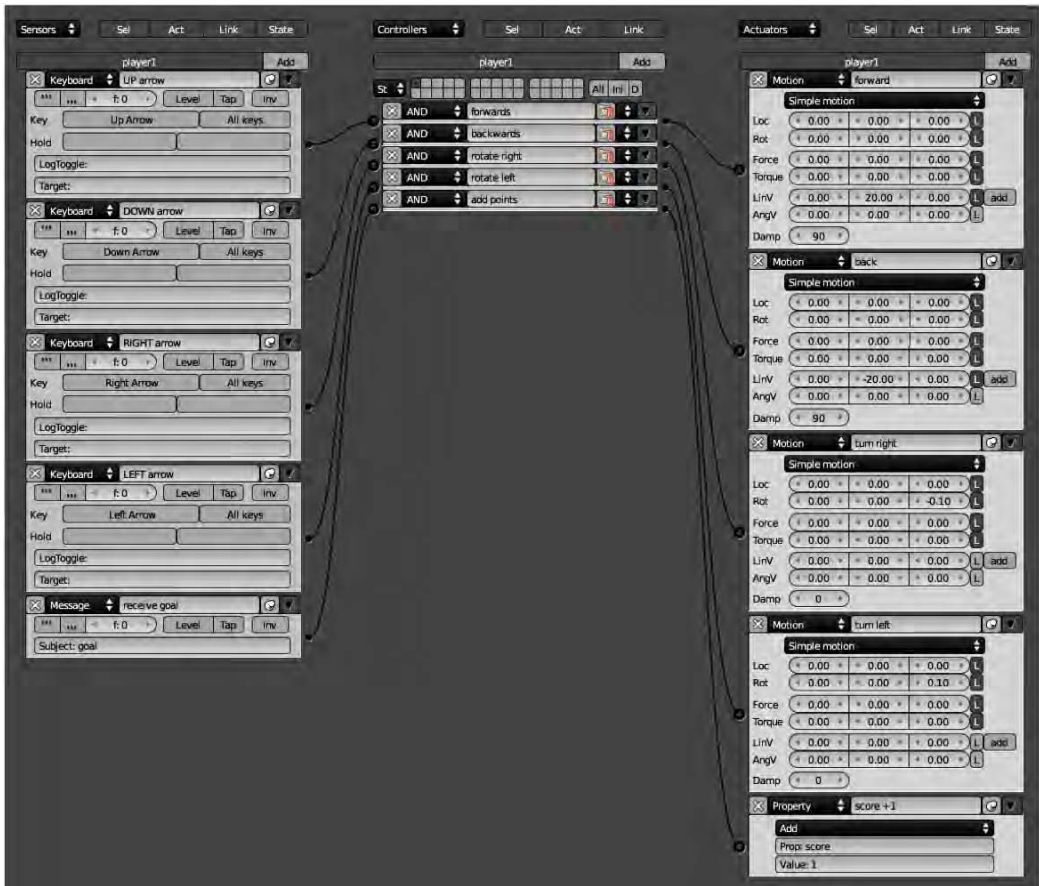 Sensors Sel Act Link State
player1 Add
Keyboard UP arrow
f: 0 Level Tap Inv
Key Up Arrow All keys
Hold
LogToggle:
Target:
Keyboard DOWN arrow
f: 0 Level Tap Inv
Key Down Arrow All keys
Hold
LogToggle:
Target:
Keyboard RIGHT arrow
f: 0 Level Tap Inv
Key Right Arrow All keys
Hold
LogToggle:
Target:
Keyboard LEFT arrow
f: 0 Level Tap Inv
Key Left Arrow All keys
Hold
LogToggle:
Target:
Message receive goal
f: 0 Level Tap Inv
Subject: goal
Controllers Sel Act Link
player1 Add
St All Ini D
AND forwards
AND backwards
AND rotate right
AND rotate left
AND add points
Actuators Sel Act Link State
player1 Add
Motion forward
Simple motion
Loc 0.00 0.00 0.00 L
Rot 0.00 0.00 0.00 L
Force 0.00 0.00 0.00 L
Torque 0.00 0.00 0.00 L
LinV 0.00 20.00 0.00 L add
AngV 0.00 0.00 0.00 L
Damp 90
Motion back
Simple motion
Loc 0.00 0.00 0.00 L
Rot 0.00 0.00 0.00 L
Force 0.00 0.00 0.00 L
Torque 0.00 0.00 0.00 L
LinV 0.00 -20.00 0.00 L add
AngV 0.00 0.00 0.00 L
Damp 90
Motion turn right
Simple motion
Loc 0.00 0.00 0.00 L
Rot 0.00 0.00 -0.10 L
Force 0.00 0.00 0.00 L
Torque 0.00 0.00 0.00 L
LinV 0.00 0.00 0.00 L add
AngV 0.00 0.00 0.00 L
Damp 0
Motion turn left
Simple motion
Loc 0.00 0.00 0.00 L
Rot 0.00 0.00 0.10 L
Force 0.00 0.00 0.00 L
Torque 0.00 0.00 0.00 L
LinV 0.00 0.00 0.00 L add
AngV 0.00 0.00 0.00 L
Damp 0
Property score +1
Add
Prop: score
Value: 1